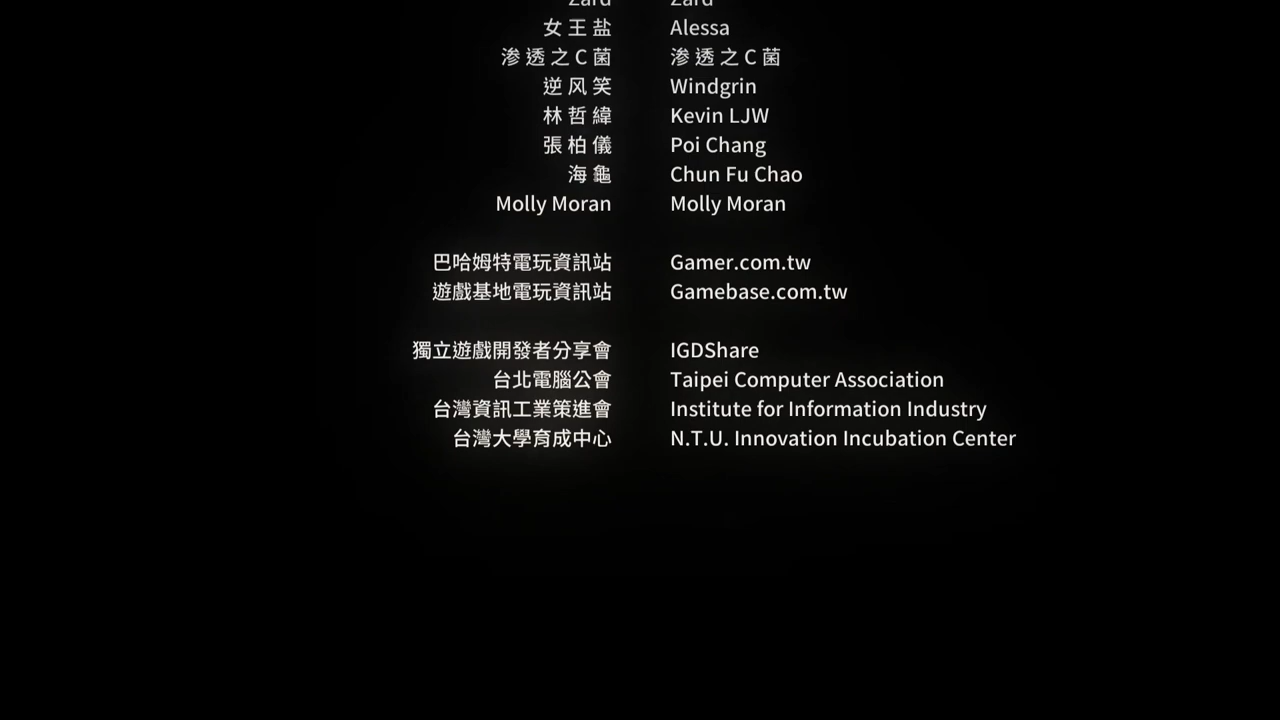 Zard Zard
女王盐 Alessa
渗透之C菌 渗透之C菌
逆风笑 Windgrin
林哲緯 Kevin LJW
張柏儀 Poi Chang
海龜 Chun Fu Chao
Molly Moran Molly Moran
巴哈姆特電玩資訊站 Gamer.com.tw
遊戲基地電玩資訊站 Gamebase.com.tw
獨立遊戲開發者分享會 IGDShare
台北電腦公會 Taipei Computer Association
台灣資訊工業策進會 Institute for Information Industry
台灣大學育成中心 N.T.U. Innovation Incubation Center